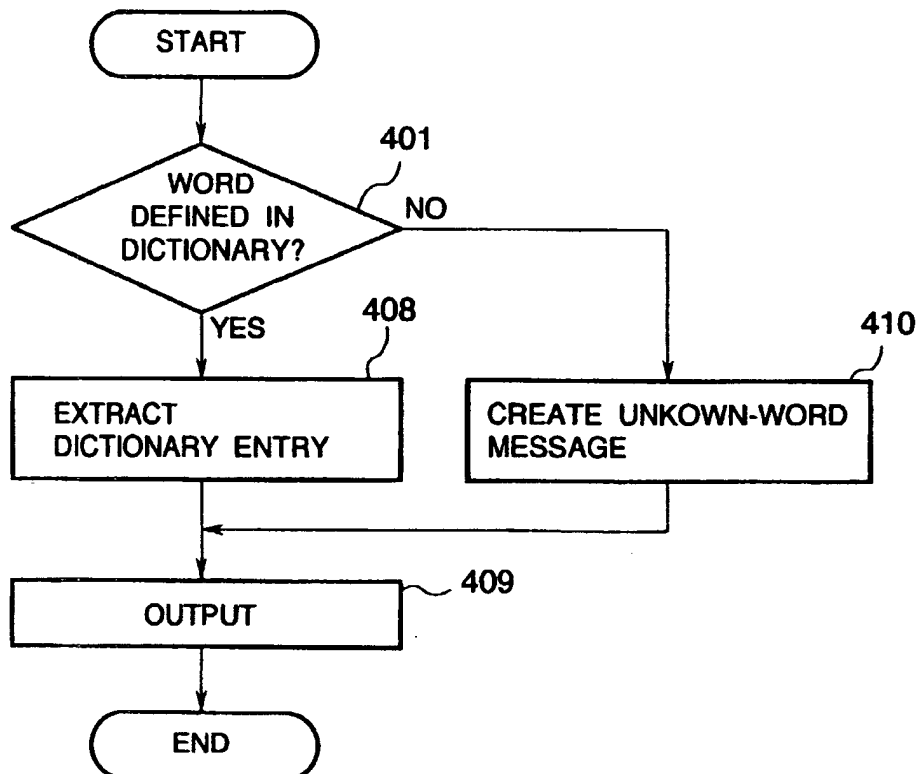 START
401
WORD
DEFINED IN
DICTIONARY?
NO
YES
408
410
EXTRACT
DICTIONARY ENTRY
CREATE UNKOWN-WORD
MESSAGE
409
OUTPUT
END